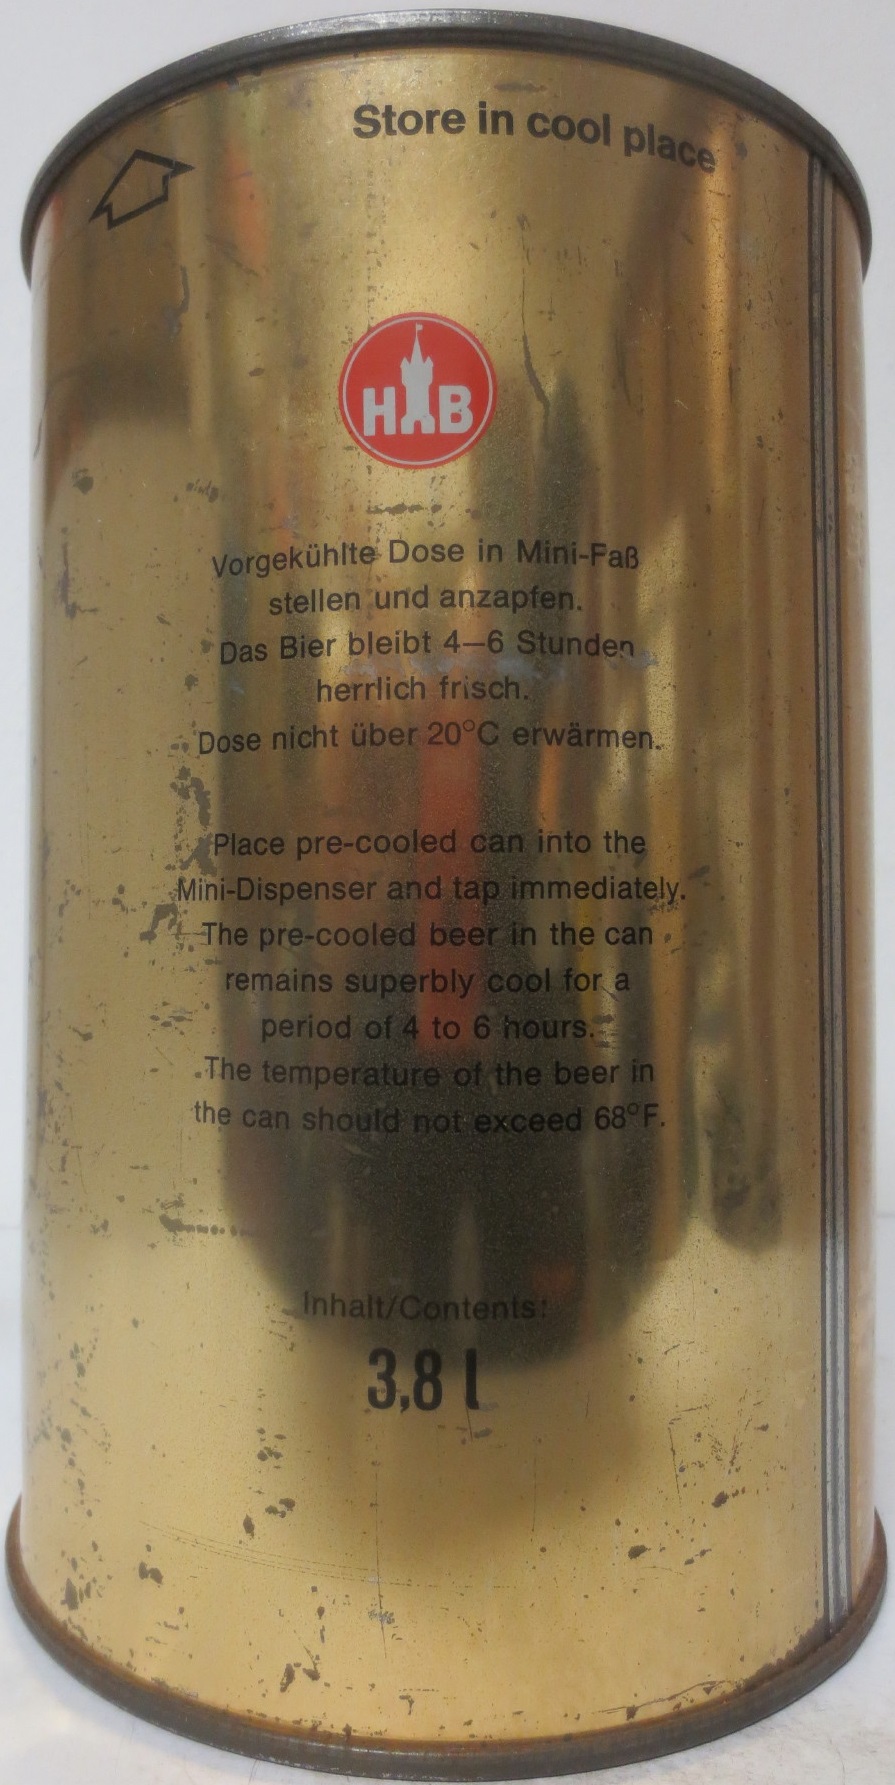 Store in cool place
HB
Vorgekühlte Dose in Mini-Faß
stellen und anzapfen.
Das Bier bleibt 4–6 Stunden
herrlich frisch.
Dose nicht über 20°C erwärmen.
Place pre-cooled can into the
Mini-Dispenser and tap immediately.
The pre-cooled beer in the can
remains superbly cool for a
period of 4 to 6 hours.
The temperature of the beer in
the can should not exceed 68°F.
Inhalt/Contents:
3,8 l